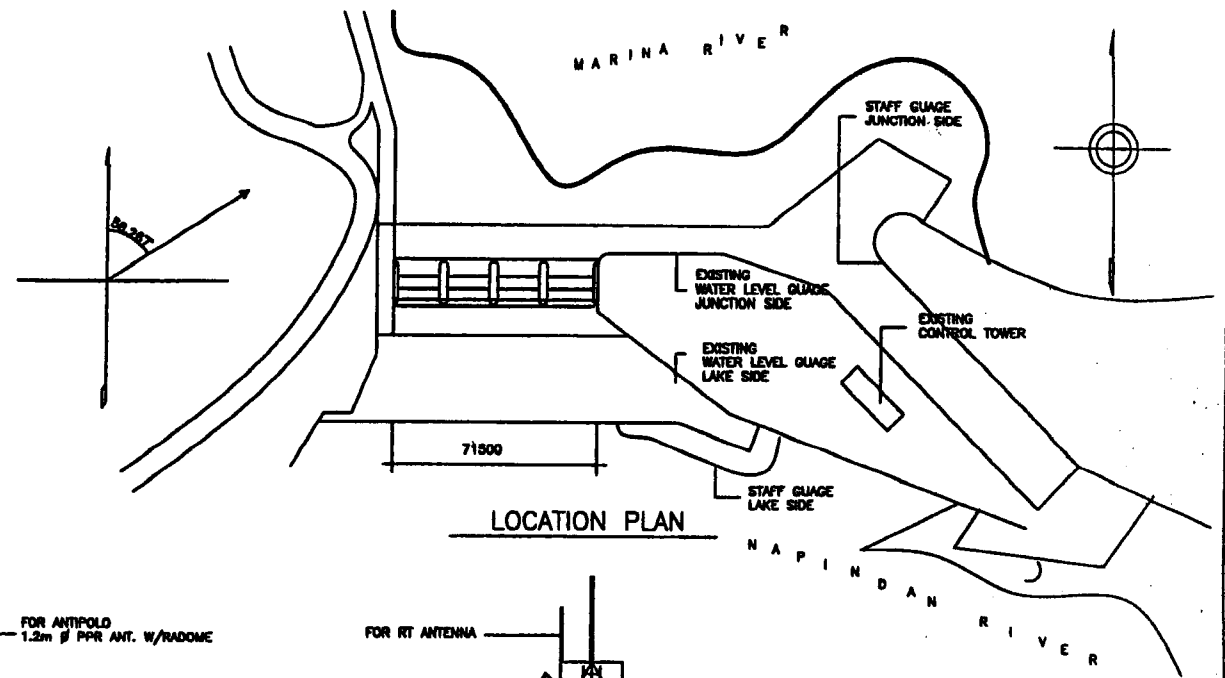 MARINA RIVER
STAFF GUAGE
JUNCTION SIDE
EXISTING
WATER LEVEL GUAGE
JUNCTION SIDE
EXISTING
CONTROL TOWER
EXISTING
WATER LEVEL GUAGE
LAKE SIDE
71500
STAFF GUAGE
LAKE SIDE
LOCATION PLAN
NAPINDAN RIVER
FOR ANTIPOLO
1.2m Ø PPR ANT. W/RADOME
FOR RT ANTENNA